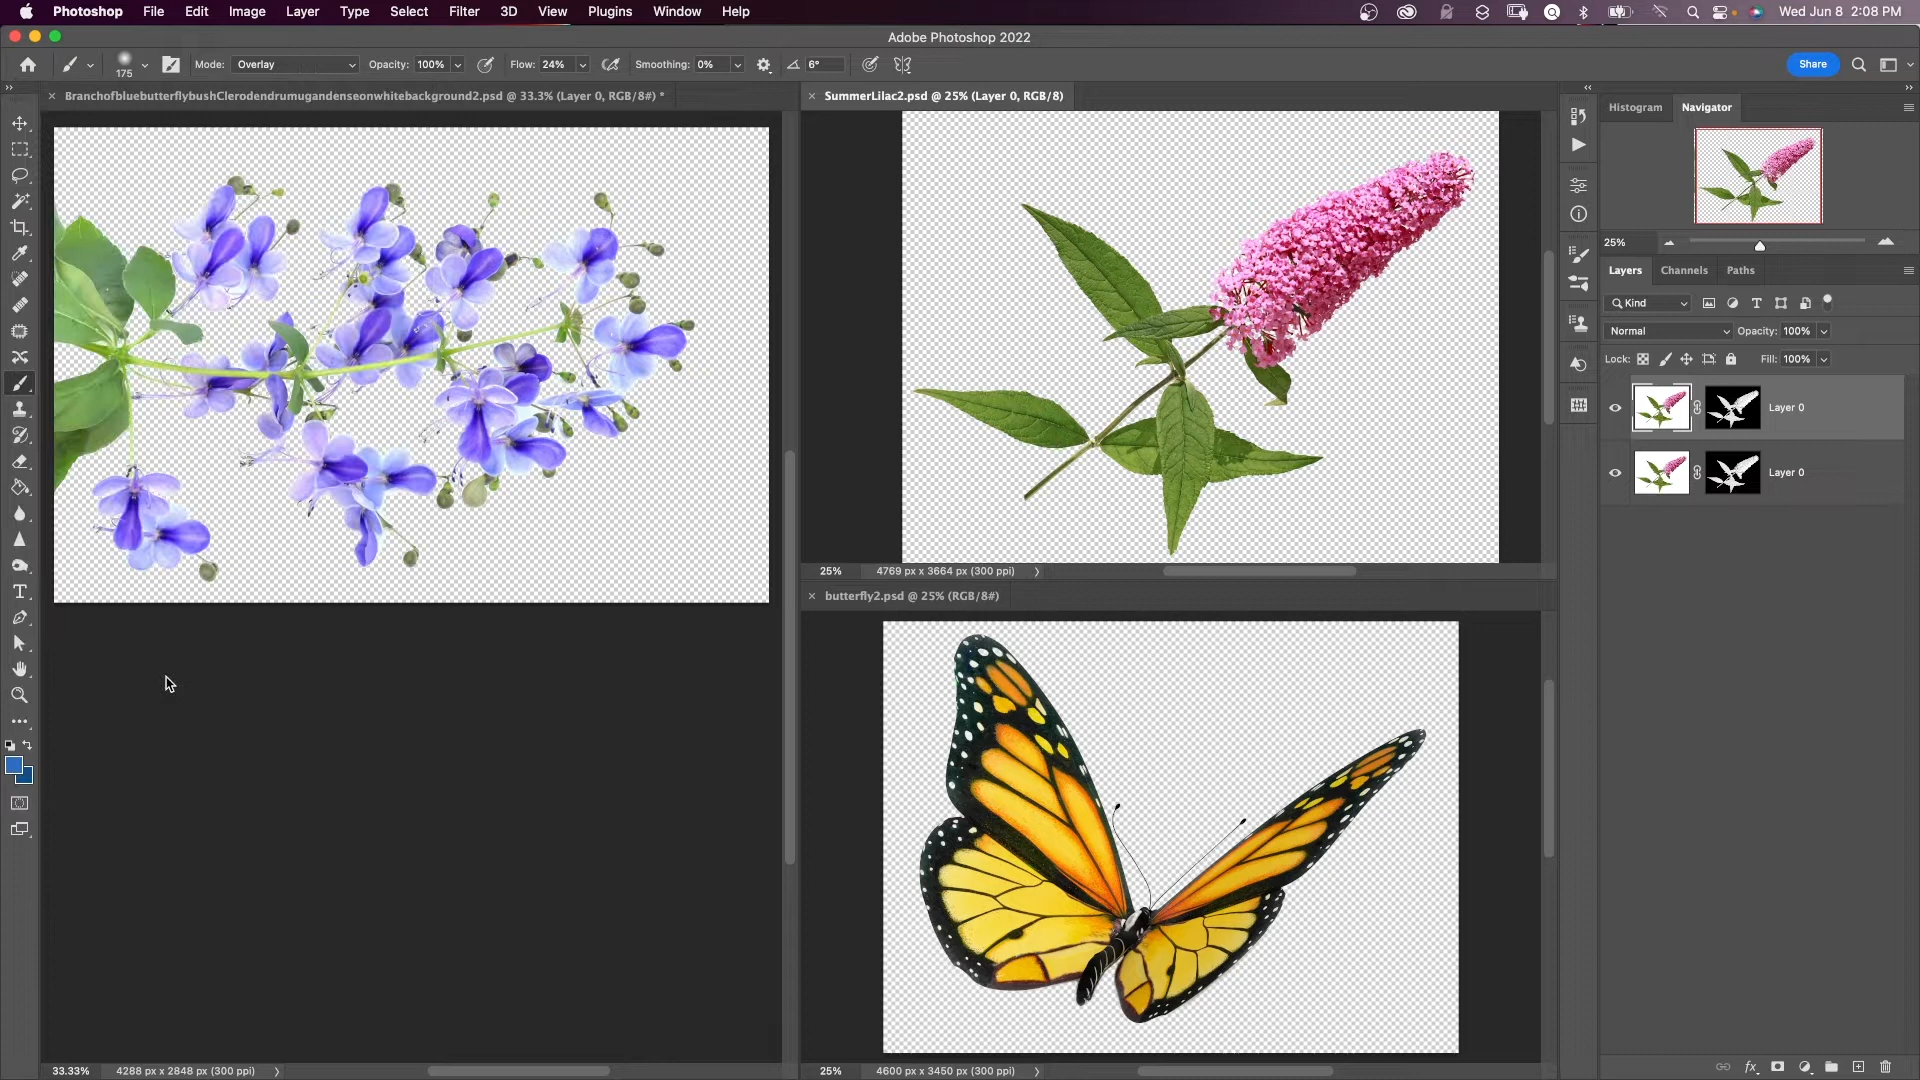 Photoshop File Edit Image Layer Type Select Filter 3D View Plugins Window Help Wed Jun 8 2:08 PM
Adobe Photoshop 2022
175 Mode: Overlay Opacity: 100% Flow: 24% Smoothing: 0% 6° Share
BranchofbluebutterflybushClerodendrumugandenseonwhitebackground2.psd @ 33.3% (Layer 0, RGB/8#) *
SummerLilac2.psd @ 25% (Layer 0, RGB/8)
Histogram Navigator
25%
Layers Channels Paths
Kind
Normal Opacity: 100%
Lock: Fill: 100%
Layer 0
Layer 0
25% 4769 px x 3664 px (300 ppi)
butterfly2.psd @ 25% (RGB/8#)
33.33% 4288 px x 2848 px (300 ppi)
25% 4600 px x 3450 px (300 ppi)